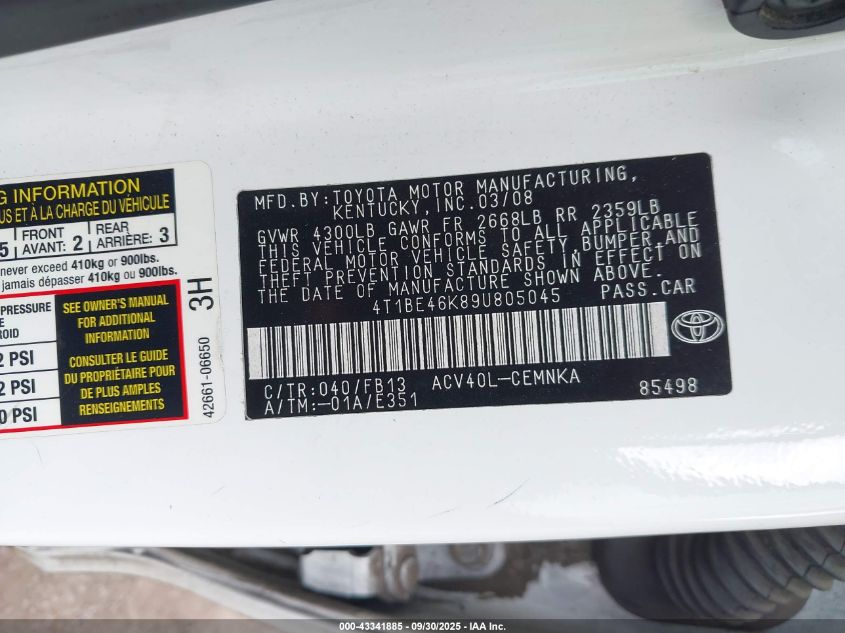 G INFORMATION
US ET À LA CHARGE DU VÉHICULE
5 FRONT AVANT: 2 REAR ARRIÈRE: 3
never exceed 410kg or 900lbs.
jamais dépasser 410kg ou 900lbs.
PRESSURE
E
ROID
2 PSI
2 PSI
0 PSI
SEE OWNER'S MANUAL
FOR ADDITIONAL
INFORMATION
CONSULTER LE GUIDE
DU PROPRIÉTAIRE POUR
DE PLUS AMPLES
RENSEIGNEMENTS
3H
42661-06650
MFD.BY:TOYOTA MOTOR MANUFACTURING,
KENTUCKY, INC.03/08
GVWR 4300LB GAWR FR 2668LB RR 2359LB
THIS VEHICLE CONFORMS TO ALL APPLICABLE
FEDERAL MOTOR VEHICLE SAFETY, BUMPER,AND
THEFT PREVENTION STANDARDS IN EFFECT ON
THE DATE OF MANUFACTURE SHOWN ABOVE.
4T1BE46K89U805045 PASS.CAR
C/TR:040/FB13 ACV40L-CEMNKA
A/TM:-01A/E351 85498
000-43341885 - 09/30/2025 - IAA Inc.